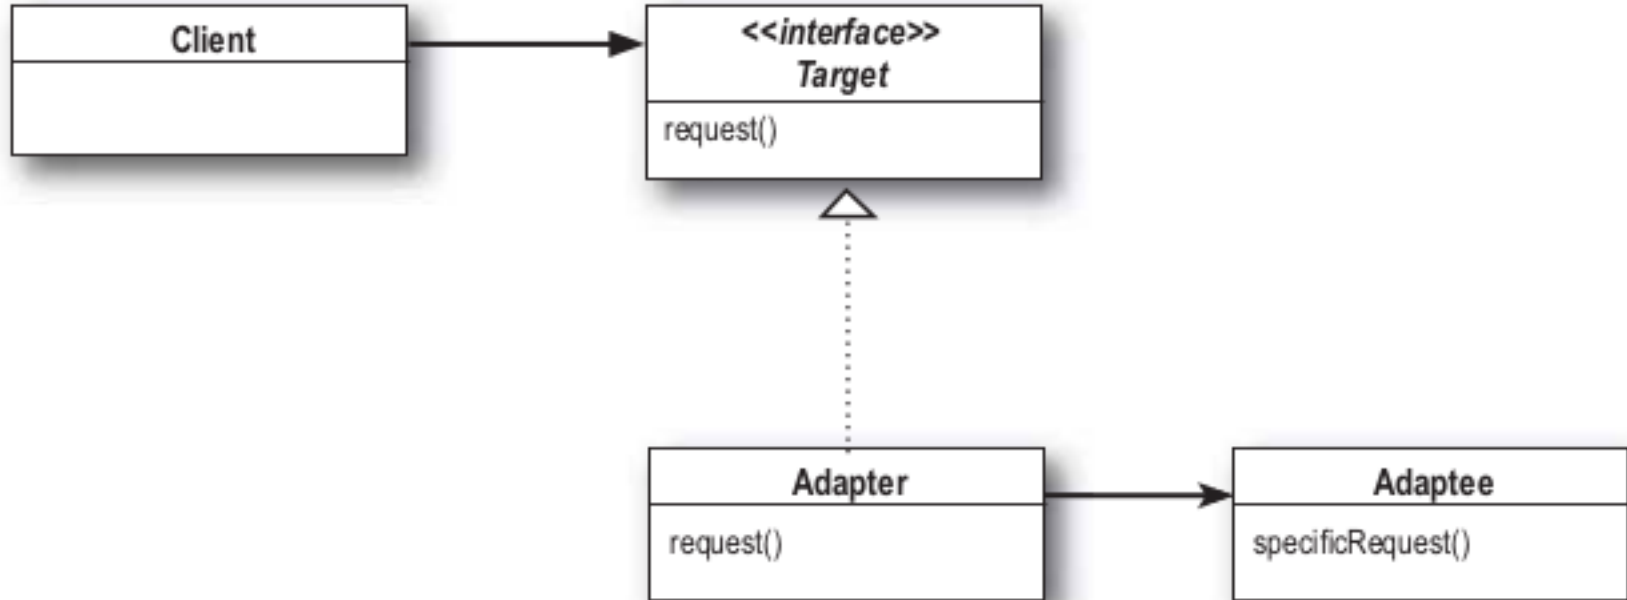 Client
<<interface>>
Target
request()
Adapter
request()
Adaptee
specificRequest()